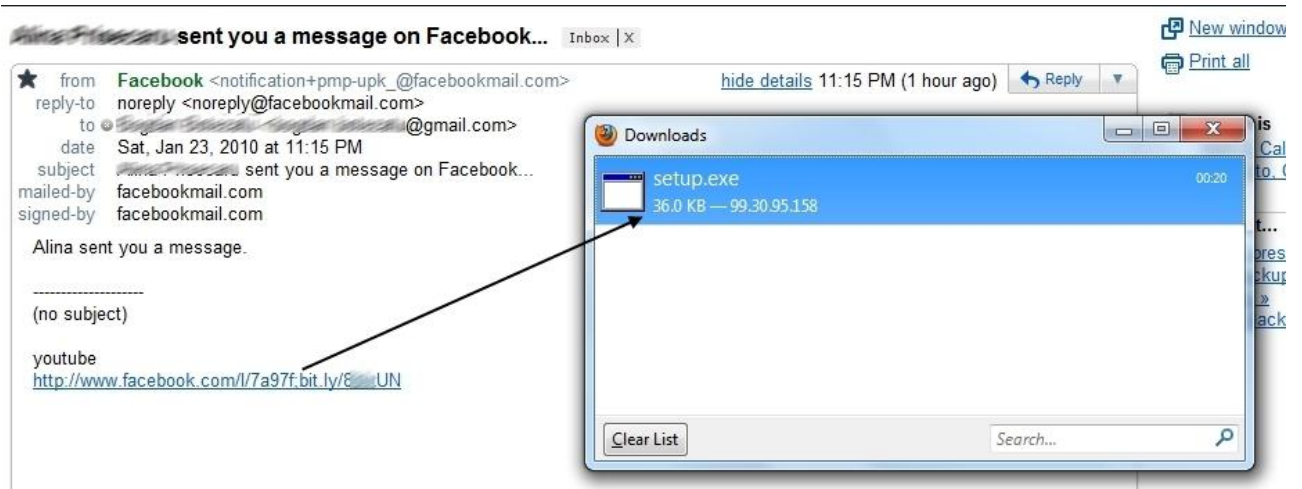 sent you a message on Facebook... Inbox | X
New window
Print all
from Facebook <notification+pmp-upk_@facebookmail.com>
hide details 11:15 PM (1 hour ago) Reply
reply-to noreply <noreply@facebookmail.com>
to @gmail.com>
date Sat, Jan 23, 2010 at 11:15 PM
subject sent you a message on Facebook...
mailed-by facebookmail.com
signed-by facebookmail.com
Alina sent you a message.
--------------------
(no subject)
youtube
http://www.facebook.com/l/7a97f;bit.ly/8 UN
Downloads
setup.exe 00:20
36.0 KB — 99.30.95.158
Clear List Search...